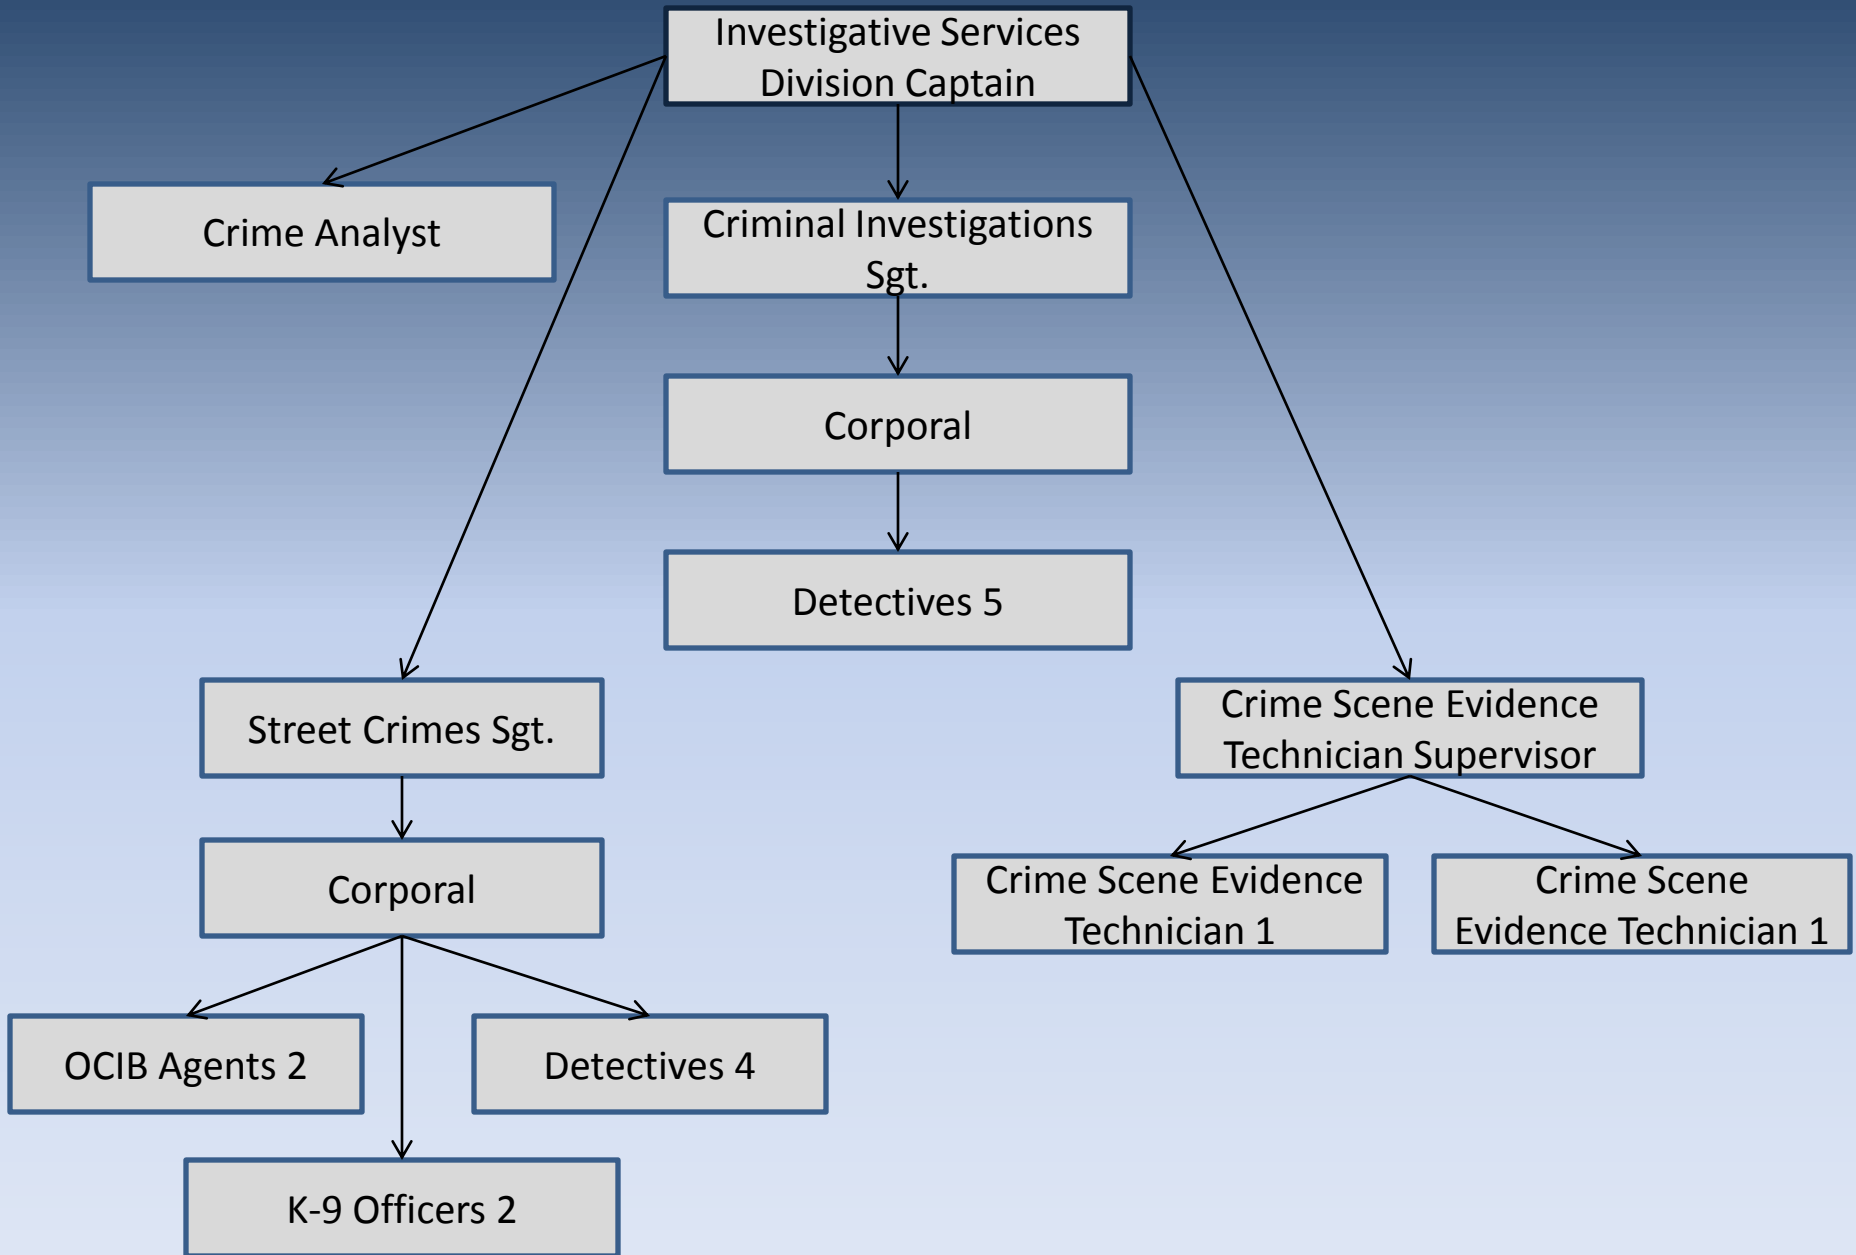 Investigative Services
Division Captain
Crime Analyst
Criminal Investigations
Sgt.
Corporal
Detectives 5
Street Crimes Sgt.
Crime Scene Evidence
Technician Supervisor
Corporal
Crime Scene Evidence
Technician 1
Crime Scene
Evidence Technician 1
OCIB Agents 2
Detectives 4
K-9 Officers 2